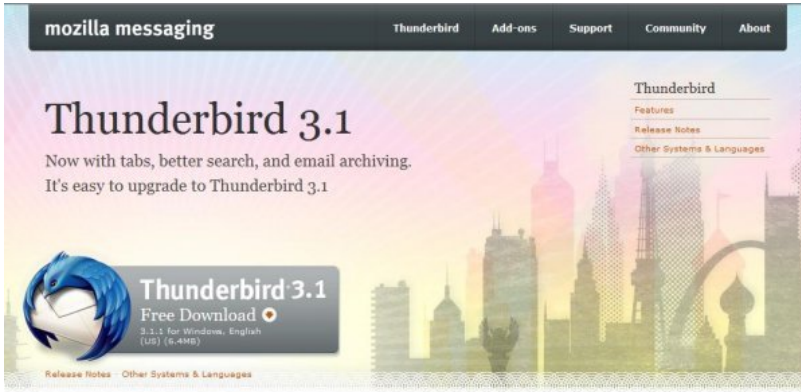 mozilla messaging
Thunderbird Add-ons Support Community About
Thunderbird
Features
Release Notes
Other Systems & Languages
Thunderbird 3.1
Now with tabs, better search, and email archiving.
It's easy to upgrade to Thunderbird 3.1
Thunderbird 3.1
Free Download
3.1.1 for Windows, English
(US) (6.4MB)
Release Notes - Other Systems & Languages